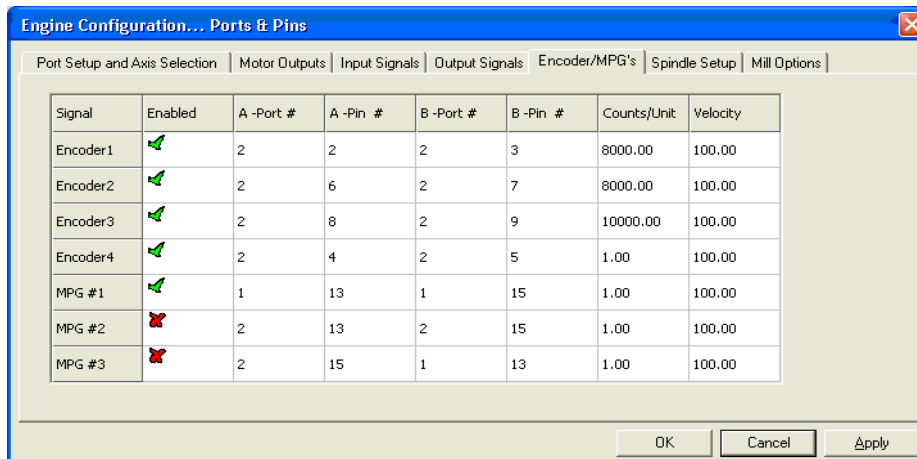 Engine Configuration... Ports & Pins
Port Setup and Axis Selection Motor Outputs Input Signals Output Signals Encoder/MPG's Spindle Setup Mill Options
Signal Enabled A -Port # A -Pin # B -Port # B -Pin # Counts/Unit Velocity
Encoder1 2 2 2 3 8000.00 100.00
Encoder2 2 6 2 7 8000.00 100.00
Encoder3 2 8 2 9 10000.00 100.00
Encoder4 2 4 2 5 1.00 100.00
MPG #1 1 13 1 15 1.00 100.00
MPG #2 2 13 2 15 1.00 100.00
MPG #3 2 15 1 13 1.00 100.00
OK Cancel Apply